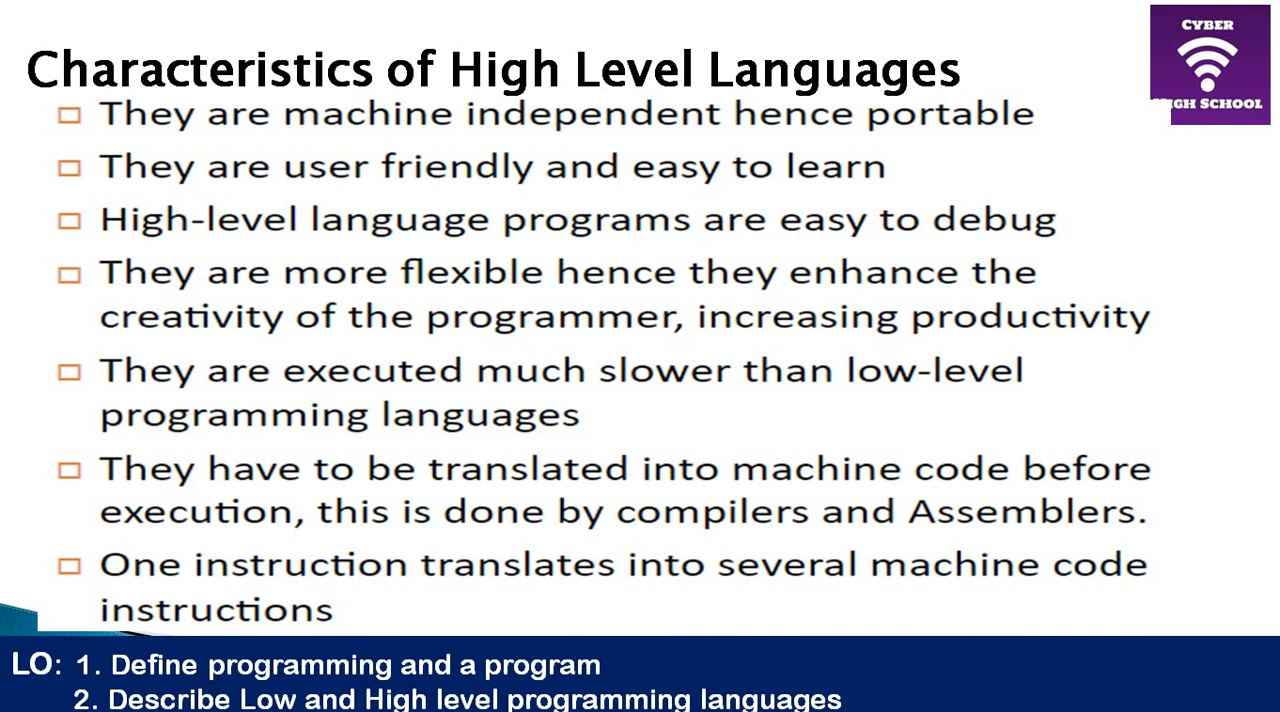 CYBER
HIGH SCHOOL
Characteristics of High Level Languages
They are machine independent hence portable
They are user friendly and easy to learn
High-level language programs are easy to debug
They are more flexible hence they enhance the
creativity of the programmer, increasing productivity
They are executed much slower than low-level
programming languages
They have to be translated into machine code before
execution, this is done by compilers and Assemblers.
One instruction translates into several machine code
instructions
LO: 1. Define programming and a program
2. Describe Low and High level programming languages